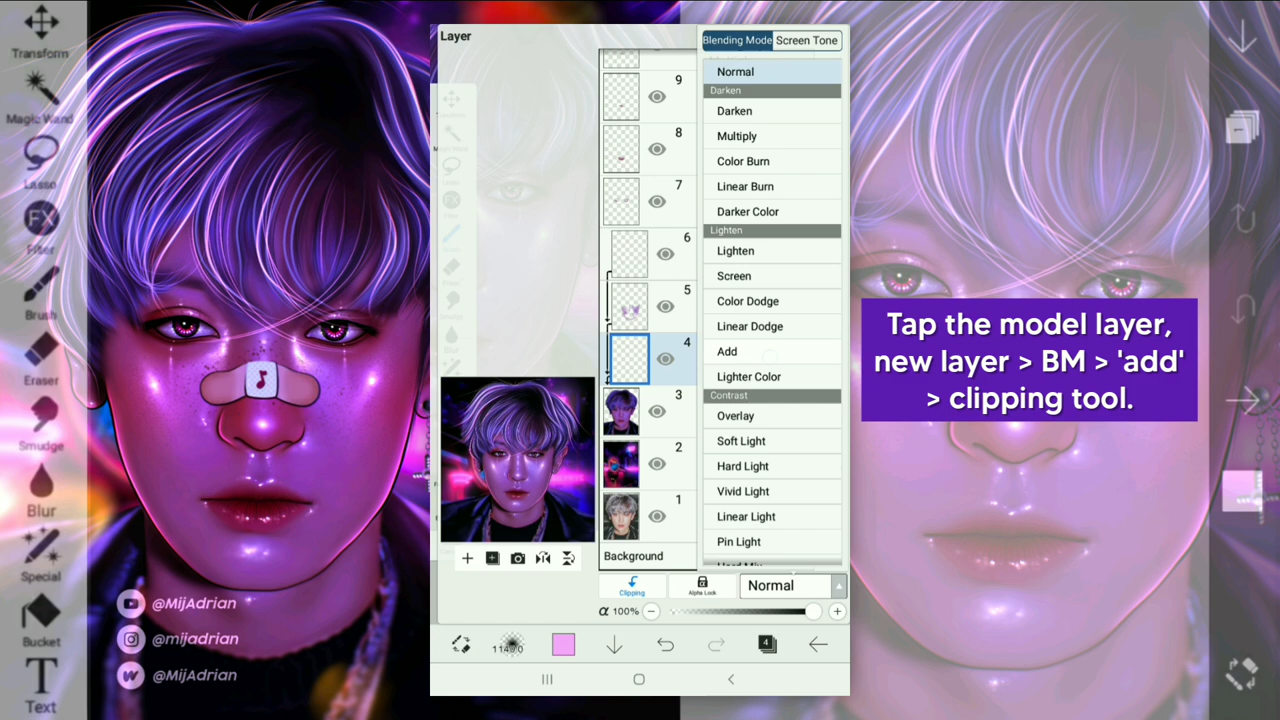 Transform
Magic Wand
Lasso
FX
Filter
Brush
Eraser
Smudge
Blur
Special
Bucket
T
Text
@MijAdrian
@mijadrian
@MijAdrian
Layer
9
8
7
6
5
4
3
2
1
Background
Clipping
Alpha Lock
Normal
α 100%
4
Blending Mode
Screen Tone
Normal
Darken
Darken
Multiply
Color Burn
Linear Burn
Darker Color
Lighten
Lighten
Screen
Color Dodge
Linear Dodge
Add
Lighter Color
Contrast
Overlay
Soft Light
Hard Light
Vivid Light
Linear Light
Pin Light
Tap the model layer,
new layer > BM > 'add'
> clipping tool.